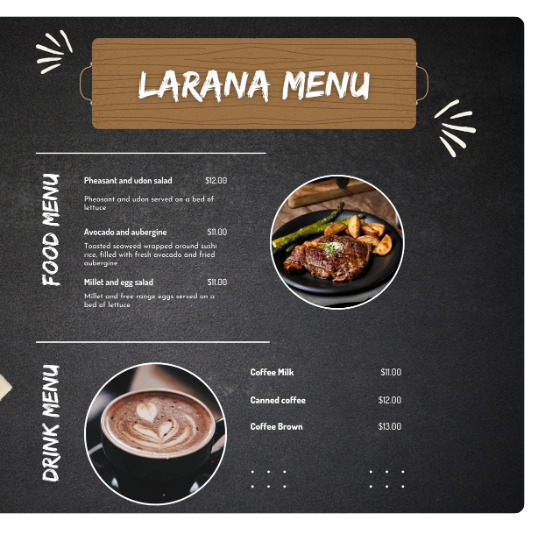 LARANA MENU
FOOD MENU
Pheasant and udon salad $12.00
Pheasant and udon served on a bed of
lettuce
Avocado and aubergine $11.00
Toasted seaweed wrapped around sushi
rice, filled with fresh avocado and fried
aubergine
Millet and egg salad $11.00
Millet and free range eggs served on a
bed of lettuce
DRINK MENU
Coffee Milk $11.00
Canned coffee $12.00
Coffee Brown $13.00